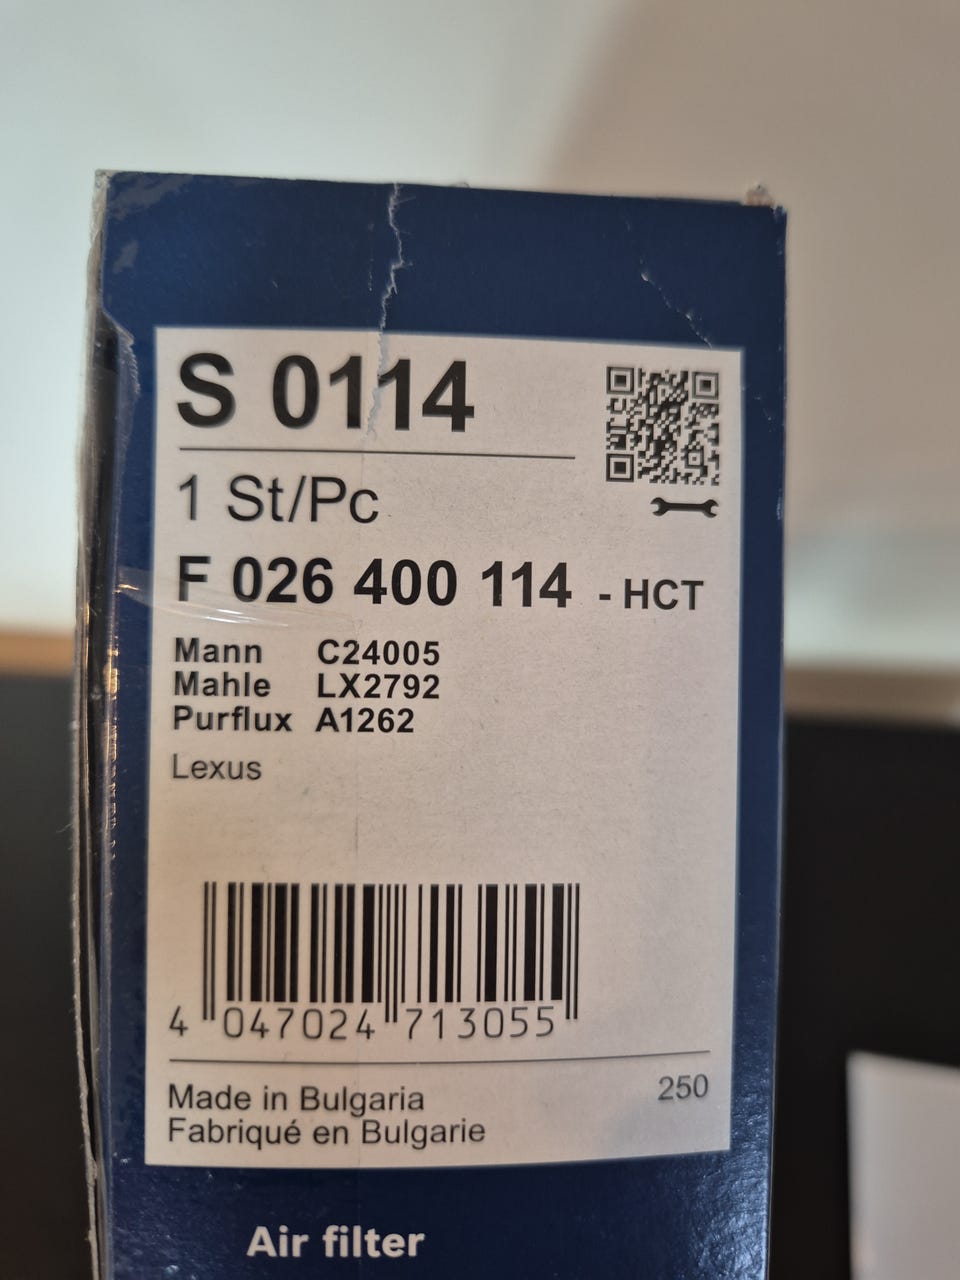 S 0114
1 St/Pc
F 026 400 114 - HCT
Mann C24005
Mahle LX2792
Purflux A1262
Lexus
4 047024 713055
250
Made in Bulgaria
Fabriqué en Bulgarie
Air filter